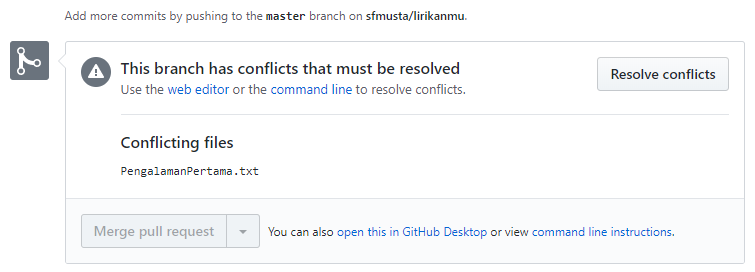 Add more commits by pushing to the master branch on sfmusta/lirikanmu.
This branch has conflicts that must be resolved
Use the web editor or the command line to resolve conflicts.
Resolve conflicts
Conflicting files
PengalamanPertama.txt
Merge pull request
You can also open this in GitHub Desktop or view command line instructions.